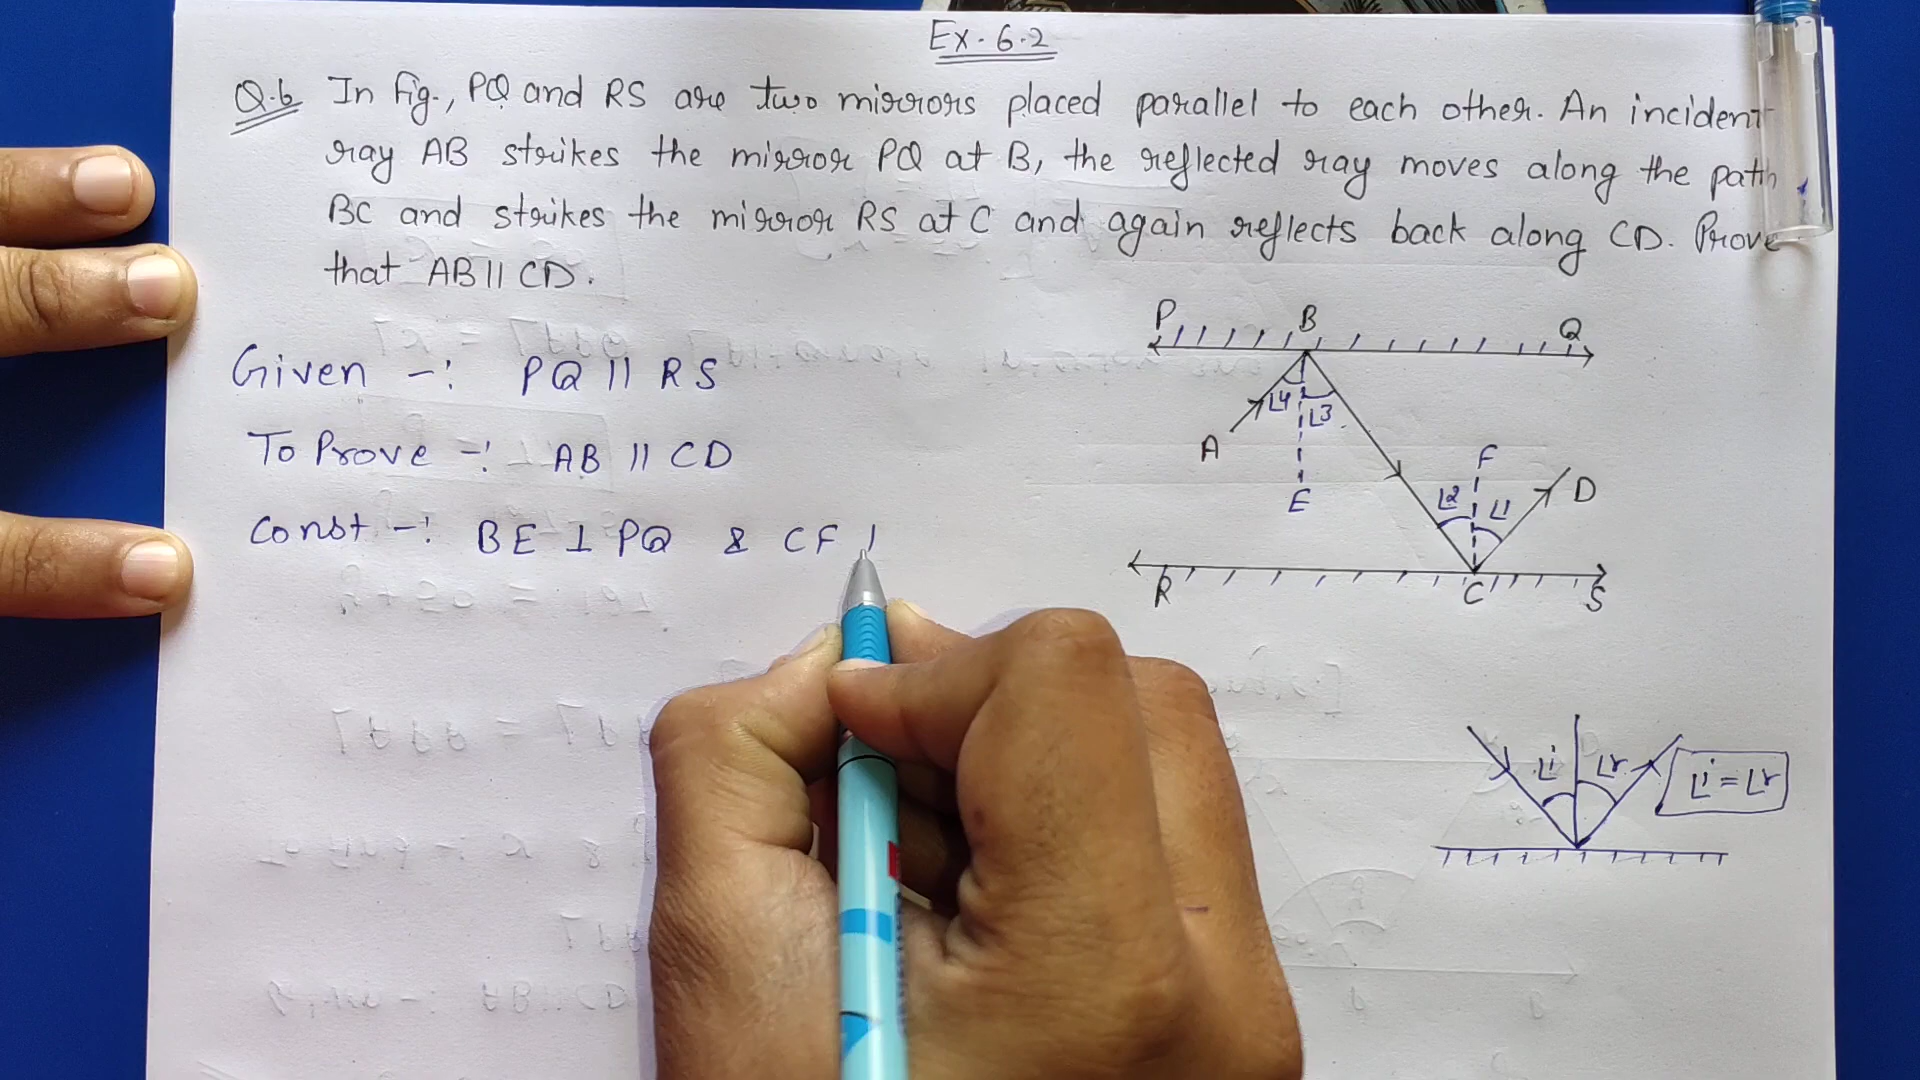 Ex. 6.2
Q.6 In fig., PQ and RS are two mirrors placed parallel to each other. An incident
ray AB strikes the mirror PQ at B, the reflected ray moves along the path
BC and strikes the mirror RS at C and again reflects back along CD. Prove
that AB || CD.
Given -: PQ || RS
To Prove -: AB || CD
Const -: BE ⊥ PQ & CF
P B Q
∠4 ∠3
A
E
F
∠2 ∠1 D
R C S
∠i ∠r
∠i = ∠r